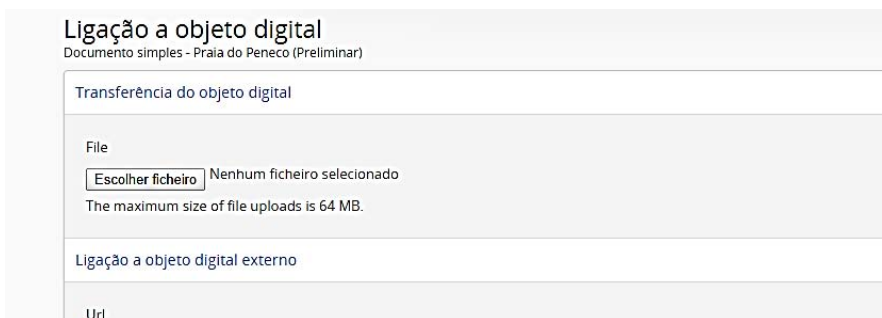 Ligação a objeto digital
Documento simples - Praia do Peneco (Preliminar)
Transferência do objeto digital
File
Escolher ficheiro Nenhum ficheiro selecionado
The maximum size of file uploads is 64 MB.
Ligação a objeto digital externo
Url